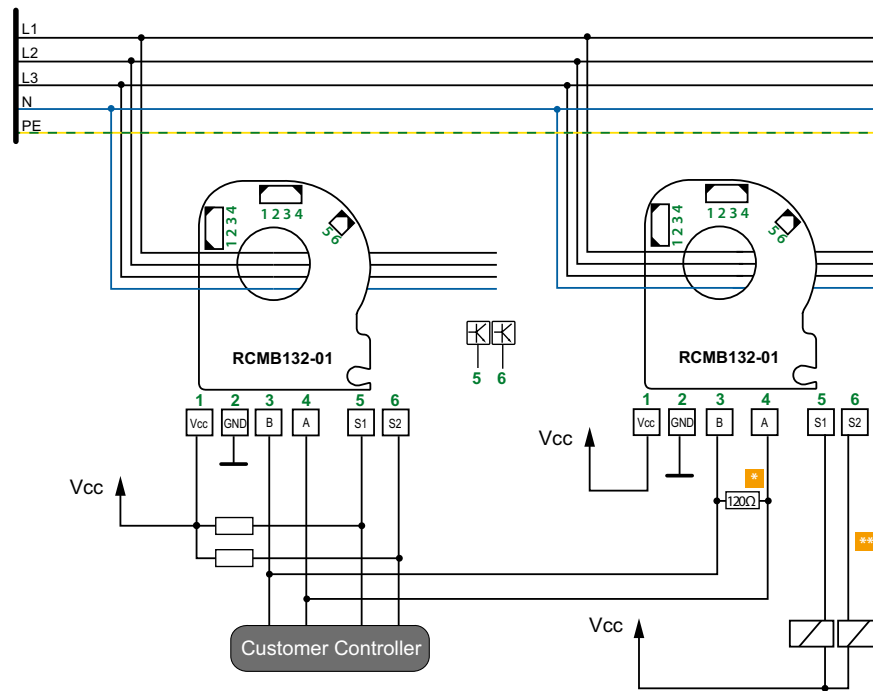 L1
L2
L3
N
PE
1 2 3 4
1 2 3 4
5 6
1 2 3 4
1 2 3 4
5 6
RCMB132-01
RCMB132-01
5 6
1 2 3 4 5 6
Vcc GND B A S1 S2
1 2 3 4 5 6
Vcc GND B A S1 S2
Vcc
Vcc
*
120Ω
**
Vcc
Customer Controller